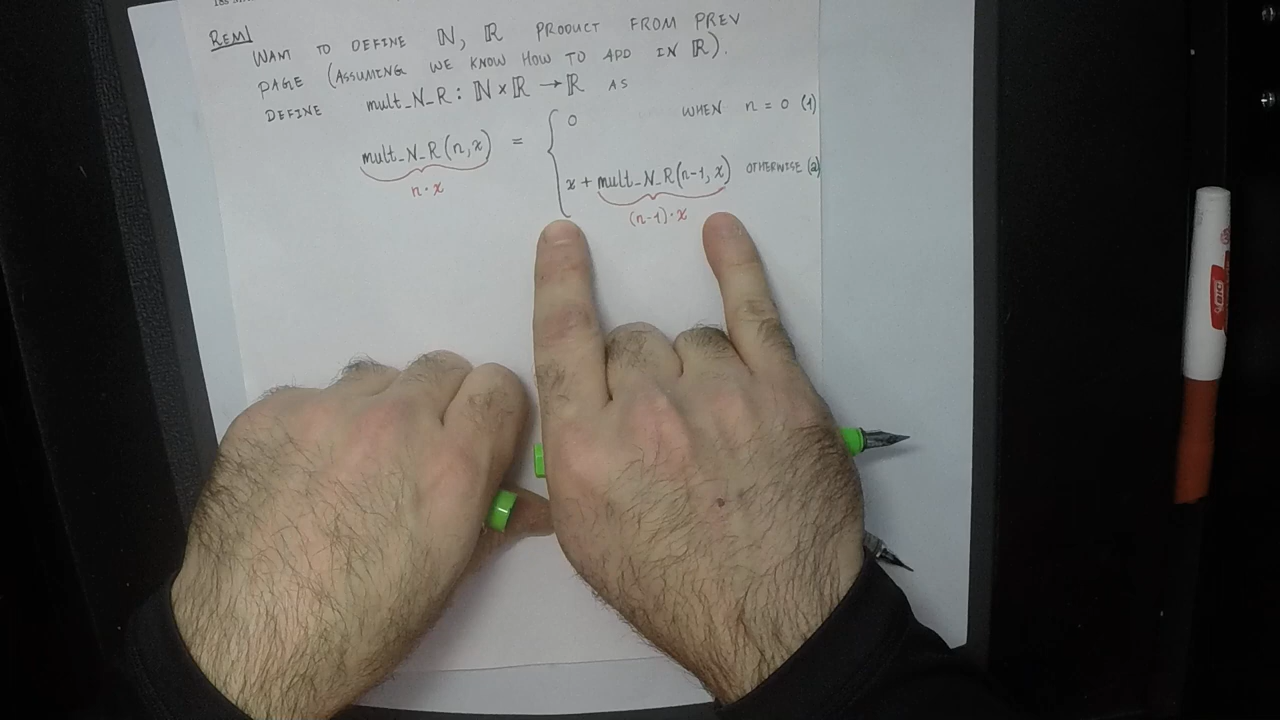 REM
WANT TO DEFINE ℕ, ℝ PRODUCT FROM PREV
PAGE (ASSUMING WE KNOW HOW TO ADD IN ℝ).
DEFINE mult_N_R : ℕ × ℝ → ℝ AS
mult_N_R(n,x) = { 0 WHEN n = 0 (1)
x + mult_N_R(n-1, x) OTHERWISE (2)
n·x
(n-1)·x
BIC